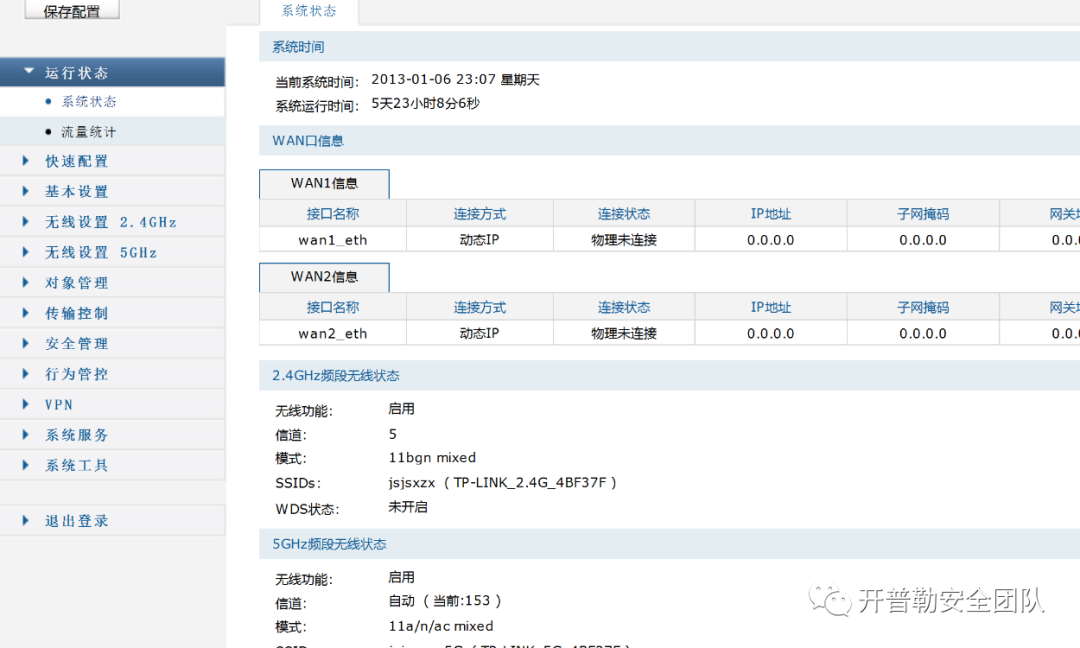 保存配置
系统状态
运行状态
系统状态
流量统计
快速配置
基本设置
无线设置 2.4GHz
无线设置 5GHz
对象管理
传输控制
安全管理
行为管控
VPN
系统服务
系统工具
退出登录
系统时间
当前系统时间： 2013-01-06 23:07 星期天
系统运行时间： 5天23小时8分6秒
WAN口信息
WAN1信息
接口名称 连接方式 连接状态 IP地址 子网掩码 网关
wan1_eth 动态IP 物理未连接 0.0.0.0 0.0.0.0 0.0.
WAN2信息
接口名称 连接方式 连接状态 IP地址 子网掩码 网关
wan2_eth 动态IP 物理未连接 0.0.0.0 0.0.0.0 0.0.
2.4GHz频段无线状态
无线功能： 启用
信道： 5
模式： 11bgn mixed
SSIDs： jsjsxzx （ TP-LINK_2.4G_4BF37F ）
WDS状态： 未开启
5GHz频段无线状态
无线功能： 启用
信道： 自动 （ 当前:153 ）
模式： 11a/n/ac mixed
开普勒安全团队